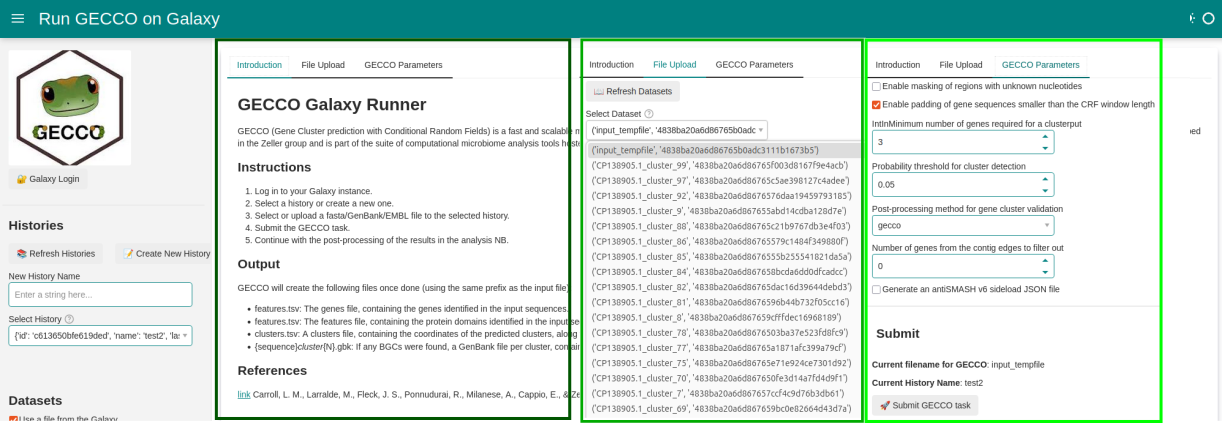 Run GECCO on Galaxy
GECCO
🔐 Galaxy Login
Histories
📚 Refresh Histories
📝 Create New History
New History Name
Enter a string here...
Select History
{'id': 'c613650bfe619ded', 'name': 'test2', 'las
Datasets
Use a file from the Galaxy
Introduction
File Upload
GECCO Parameters
GECCO Galaxy Runner
GECCO (Gene Cluster prediction with Conditional Random Fields) is a fast and scalable m
in the Zeller group and is part of the suite of computational microbiome analysis tools hoste
Instructions
1. Log in to your Galaxy instance.
2. Select a history or create a new one.
3. Select or upload a fasta/GenBank/EMBL file to the selected history.
4. Submit the GECCO task.
5. Continue with the post-processing of the results in the analysis NB.
Output
GECCO will create the following files once done (using the same prefix as the input file)
• features.tsv: The genes file, containing the genes identified in the input sequences.
• features.tsv: The features file, containing the protein domains identified in the input se
• clusters.tsv: A clusters file, containing the coordinates of the predicted clusters, along
• {sequence}cluster{N}.gbk: If any BGCs were found, a GenBank file per cluster, contain
References
link Carroll, L. M., Larralde, M., Fleck, J. S., Ponnudurai, R., Milanese, A., Cappio, E., & Ze
Introduction
File Upload
GECCO Parameters
📖 Refresh Datasets
Select Dataset
('input_tempfile', '4838ba20a6d86765b0adc
('input_tempfile', '4838ba20a6d86765b0adc3111b1673b5')
('CP138905.1_cluster_99', '4838ba20a6d86765f003d8167f9e4acb')
('CP138905.1_cluster_97', '4838ba20a6d86765c5ae398127c4adee')
('CP138905.1_cluster_92', '4838ba20a6d8676576daa19459793185')
('CP138905.1_cluster_9', '4838ba20a6d867655abd14cdba128d7e')
('CP138905.1_cluster_88', '4838ba20a6d86765c21b9767db3e4f03')
('CP138905.1_cluster_86', '4838ba20a6d86765579c1484f349880f')
('CP138905.1_cluster_85', '4838ba20a6d8676555b255541821da5a')
('CP138905.1_cluster_84', '4838ba20a6d867658bcda6dd0dfcadcc')
('CP138905.1_cluster_82', '4838ba20a6d86765dac16d39644debd3')
('CP138905.1_cluster_81', '4838ba20a6d8676596b44b732f05cc16')
('CP138905.1_cluster_8', '4838ba20a6d867659cfffdec16968189')
('CP138905.1_cluster_78', '4838ba20a6d8676503ba37e523fd8fc9')
('CP138905.1_cluster_77', '4838ba20a6d86765a1871afc399a79cf')
('CP138905.1_cluster_75', '4838ba20a6d86765e71e924ce7301d92')
('CP138905.1_cluster_70', '4838ba20a6d867650fe3d14a7fd4d9f1')
('CP138905.1_cluster_7', '4838ba20a6d867657ccf4c9d76b3db61')
('CP138905.1_cluster_69', '4838ba20a6d867659bc0e82664d43d7a')
Introduction
File Upload
GECCO Parameters
Enable masking of regions with unknown nucleotides
Enable padding of gene sequences smaller than the CRF window length
IntInMinimum number of genes required for a clusterput
3
Probability threshold for cluster detection
0.05
Post-processing method for gene cluster validation
gecco
Number of genes from the contig edges to filter out
0
Generate an antiSMASH v6 sideload JSON file
Submit
Current filename for GECCO: input_tempfile
Current History Name: test2
🚀 Submit GECCO task
ed